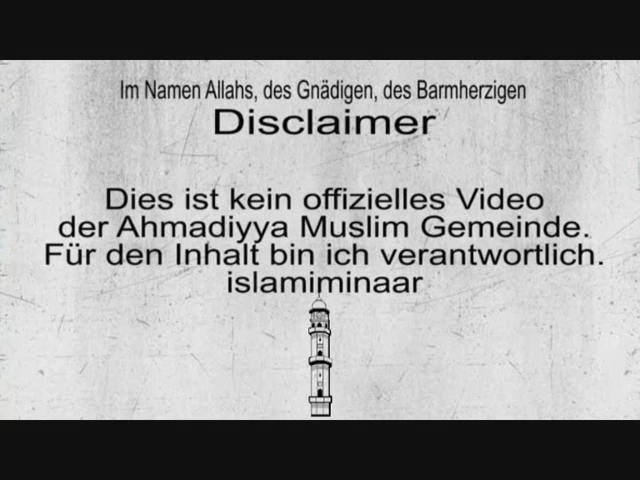 Im Namen Allahs, des Gnädigen, des Barmherzigen
Disclaimer
Dies ist kein offizielles Video
der Ahmadiyya Muslim Gemeinde.
Für den Inhalt bin ich verantwortlich.
islamiminaar